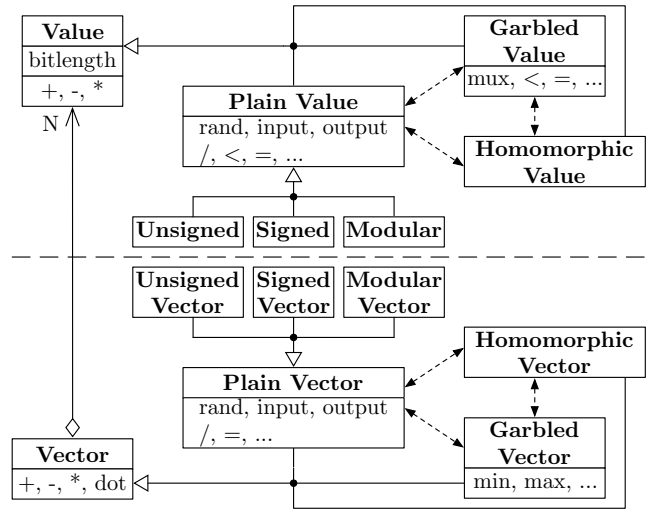 Value
bitlength
+, -, *
N
Garbled
Value
mux, <, =, ...
Plain Value
rand, input, output
/, <, =, ...
Homomorphic
Value
Unsigned
Signed
Modular
Unsigned
Vector
Signed
Vector
Modular
Vector
Homomorphic
Vector
Plain Vector
rand, input, output
/, =, ...
Garbled
Vector
min, max, ...
Vector
+, -, *, dot